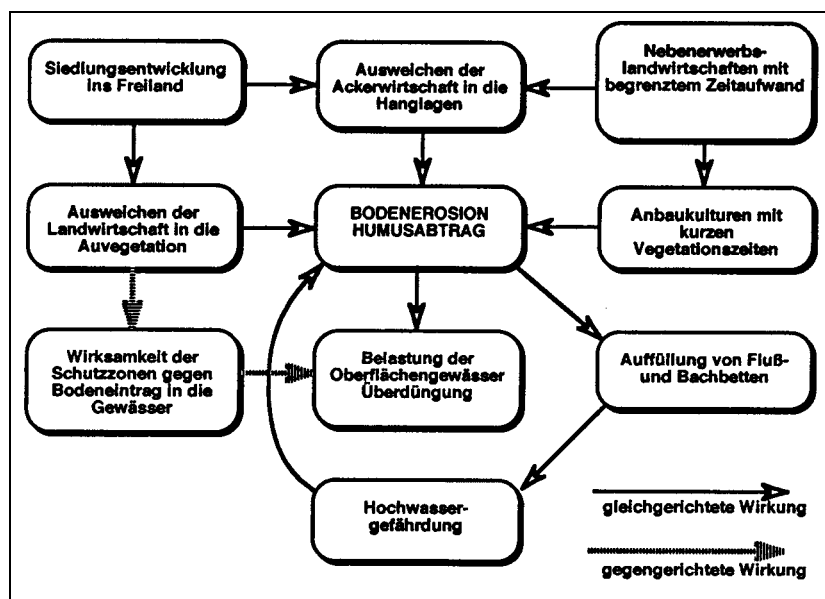 Siedlungsentwicklung
ins Freiland
Ausweichen der
Ackerwirtschaft in die
Hanglagen
Nebenerwerbs-
landwirtschaften mit
begrenztem Zeitaufwand
Ausweichen der
Landwirtschaft in die
Auvegetation
BODENEROSION
HUMUSABTRAG
Anbaukulturen mit
kurzen
Vegetationszeiten
Wirksamkeit der
Schutzzonen gegen
Bodeneintrag in die
Gewässer
Belastung der
Oberflächengewässer
Überdüngung
Auffüllung von Fluß-
und Bachbetten
Hochwasser-
gefährdung
gleichgerichtete Wirkung
gegengerichtete Wirkung